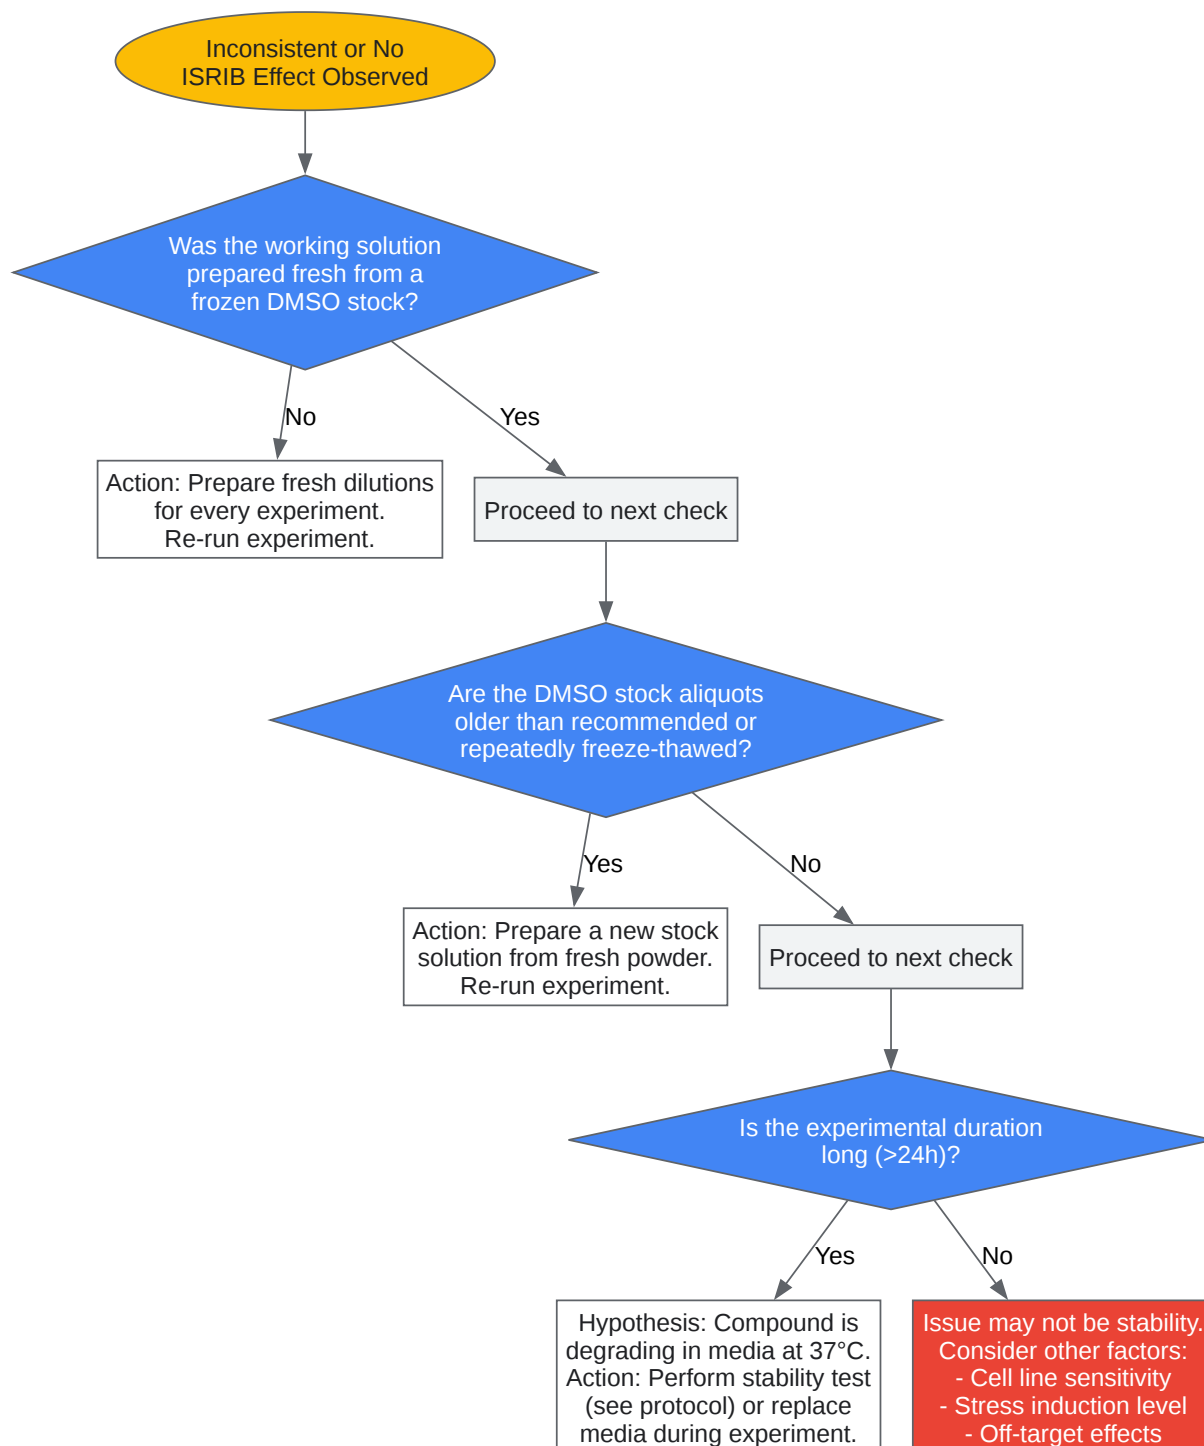 Inconsistent or No
ISRIB Effect Observed
Was the working solution
prepared fresh from a
frozen DMSO stock?
No
Yes
Action: Prepare fresh dilutions
for every experiment.
Re-run experiment.
Proceed to next check
Are the DMSO stock aliquots
older than recommended or
repeatedly freeze-thawed?
Yes
No
Action: Prepare a new stock
solution from fresh powder.
Re-run experiment.
Proceed to next check
Is the experimental duration
long (>24h)?
Yes
No
Hypothesis: Compound is
degrading in media at 37°C.
Action: Perform stability test
(see protocol) or replace
media during experiment.
Issue may not be stability.
Consider other factors:
- Cell line sensitivity
- Stress induction level
- Off-target effects